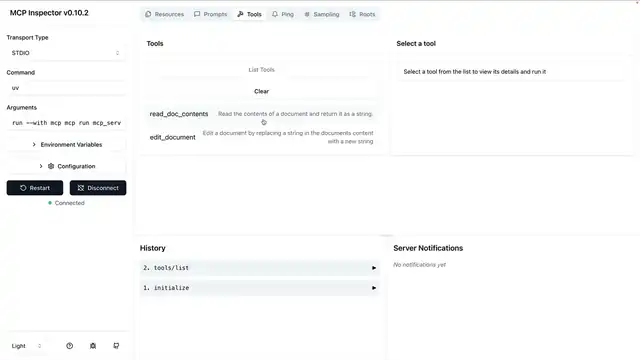 MCP Inspector v0.10.2
Transport Type
STDIO
Command
uv
Arguments
run --with mcp mcp run mcp_serv
Environment Variables
Configuration
Restart
Disconnect
Connected
Light
Resources
Prompts
Tools
Ping
Sampling
Roots
Tools
List Tools
Clear
read_doc_contents
Read the contents of a document and return it as a string.
edit_document
Edit a document by replacing a string in the documents content
with a new string
Select a tool
Select a tool from the list to view its details and run it
History
2. tools/list
1. initialize
Server Notifications
No notifications yet